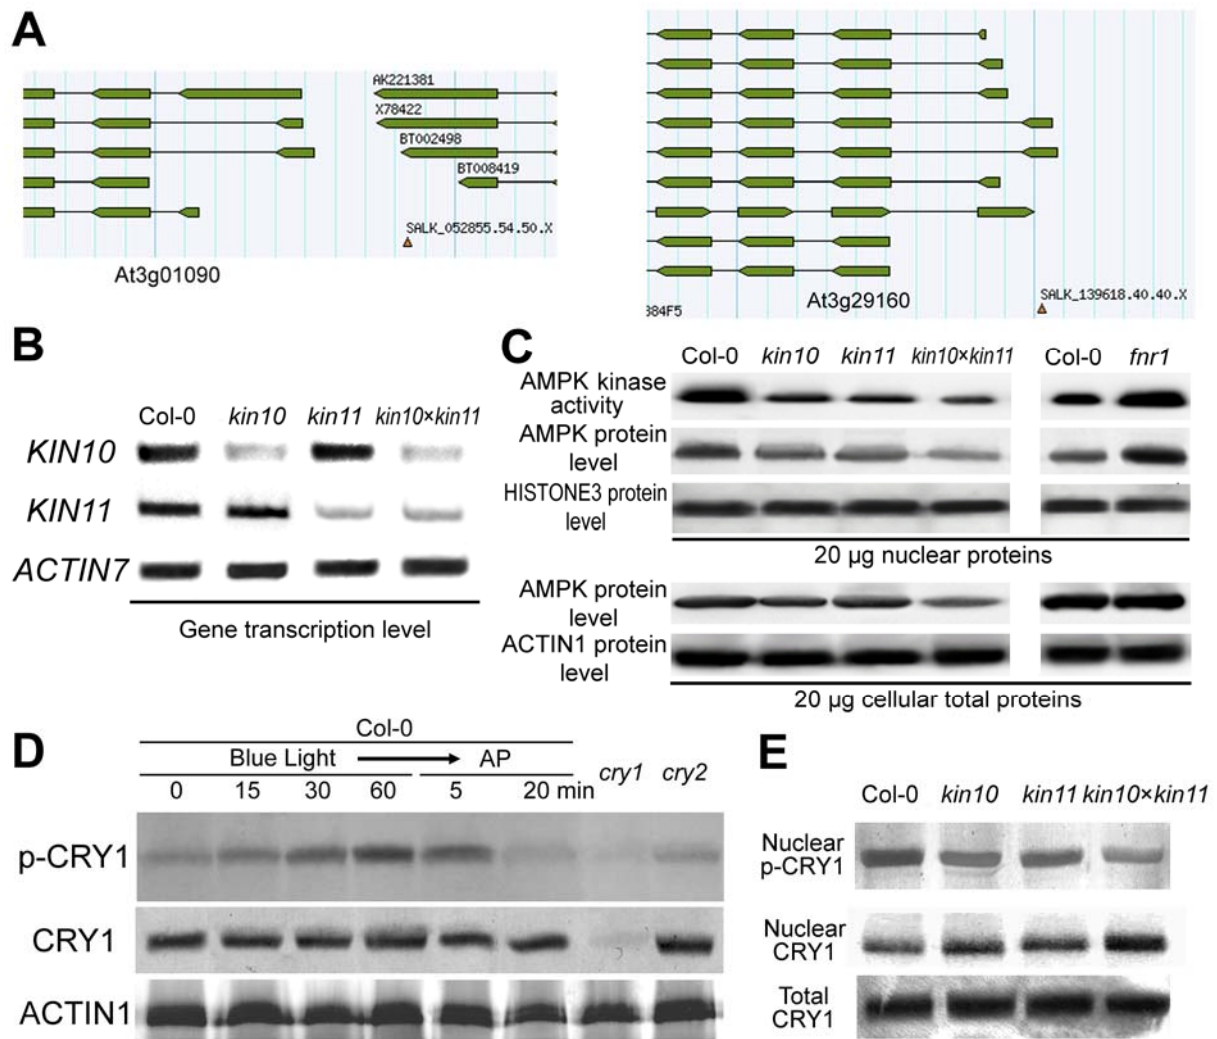 A
AK221381
X78422
BT002498
BT008419
SALK_052855.54.50.X
At3g01090
At3g29160
SALK_139618.40.40.X
384F5
B
Col-0 kin10 kin11 kin10×kin11
KIN10
KIN11
ACTIN7
Gene transcription level
C
Col-0 kin10 kin11 kin10×kin11 Col-0 fnr1
AMPK kinase
activity
AMPK protein
level
HISTONE3 protein
level
20 µg nuclear proteins
AMPK protein
level
ACTIN1 protein
level
20 µg cellular total proteins
D
Col-0
Blue Light AP
0 15 30 60 5 20 min cry1 cry2
p-CRY1
CRY1
ACTIN1
E
Col-0 kin10 kin11 kin10×kin11
Nuclear
p-CRY1
Nuclear
CRY1
Total
CRY1